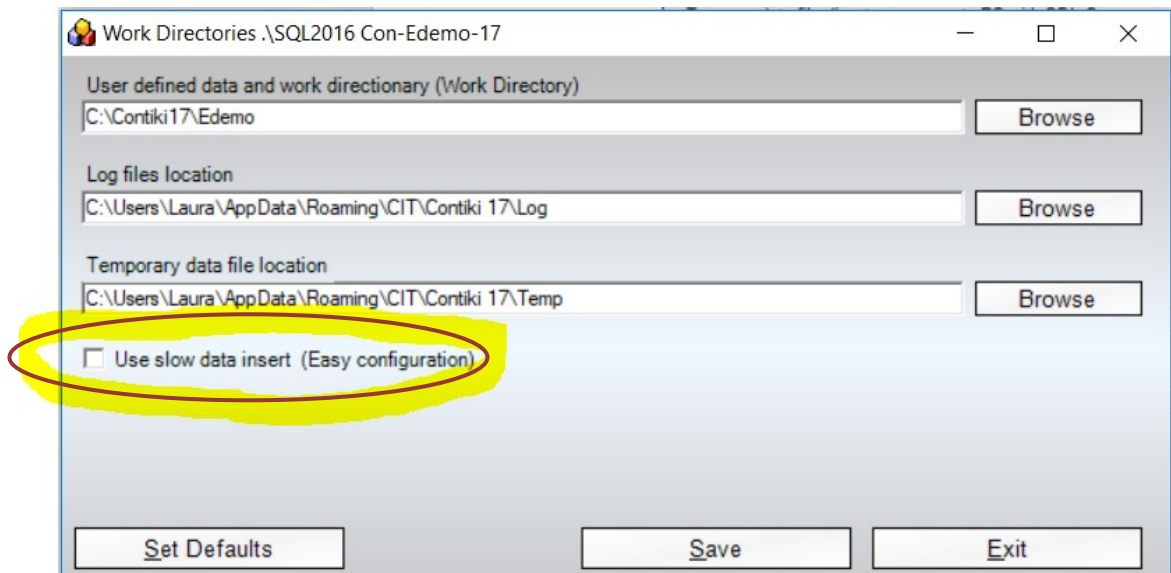 Work Directories .\SQL2016 Con-Edemo-17
User defined data and work directionary (Work Directory)
C:\Contiki17\Edemo
Browse
Log files location
C:\Users\Laura\AppData\Roaming\CIT\Contiki 17\Log
Browse
Temporary data file location
C:\Users\Laura\AppData\Roaming\CIT\Contiki 17\Temp
Browse
Use slow data insert (Easy configuration)
Set Defaults
Save
Exit